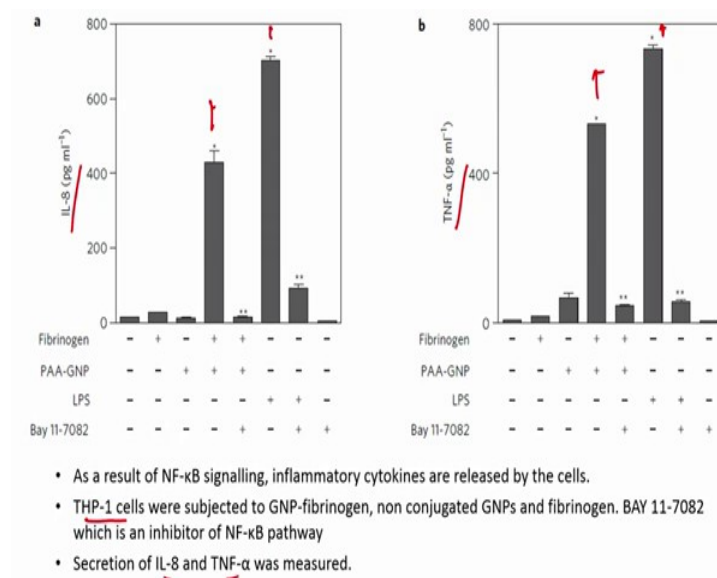 a
800
600
400
200
0
IL-8 (pg ml⁻¹)
* * ** * **
Fibrinogen - + - + + - - -
PAA-GNP - - + + + - - -
LPS - - - - - + + -
Bay 11-7082 - - - - + - + +
b
800
400
0
TNF-α (pg ml⁻¹)
* ** * **
Fibrinogen - + - + + - - -
PAA-GNP - - + + + - - -
LPS - - - - - + + -
Bay 11-7082 - - - - + - + +
• As a result of NF-κB signalling, inflammatory cytokines are released by the cells.
• THP-1 cells were subjected to GNP-fibrinogen, non conjugated GNPs and fibrinogen. BAY 11-7082
which is an inhibitor of NF-κB pathway
• Secretion of IL-8 and TNF-α was measured.